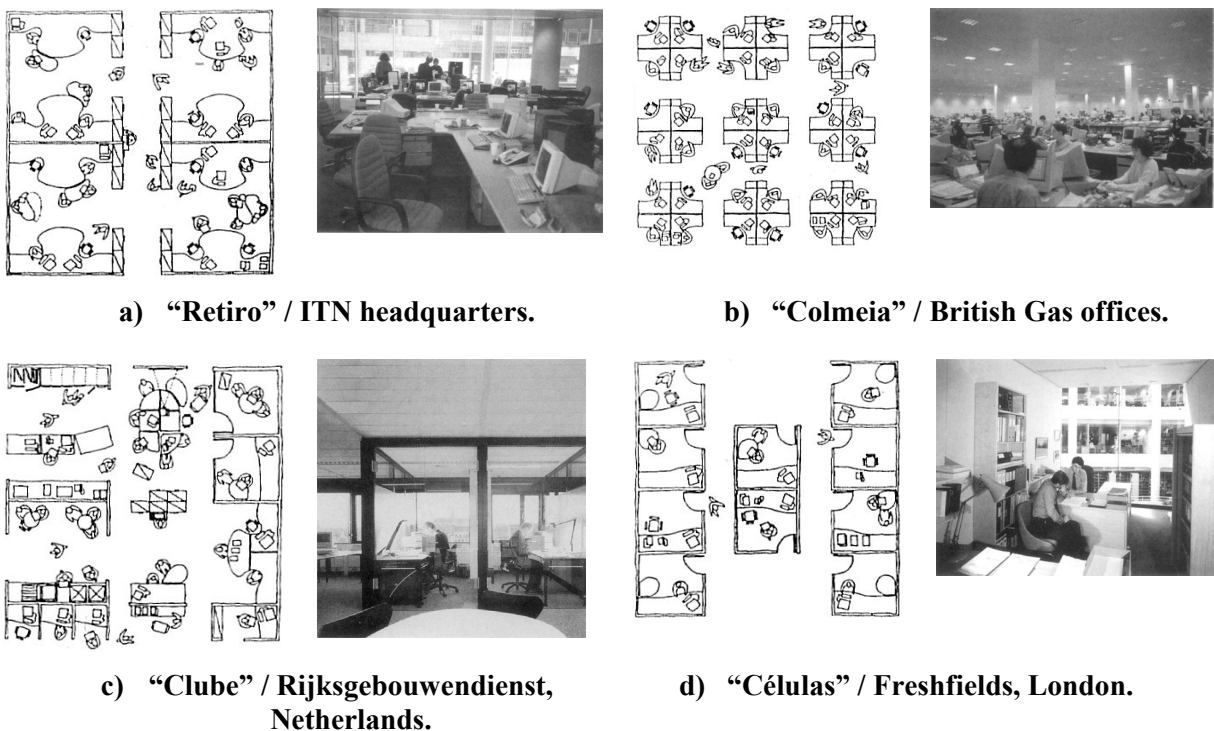 a) “Retiro” / ITN headquarters.
b) “Colmeia” / British Gas offices.
c) “Clube” / Rijksgebouwendienst,
Netherlands.
d) “Células” / Freshfields, London.